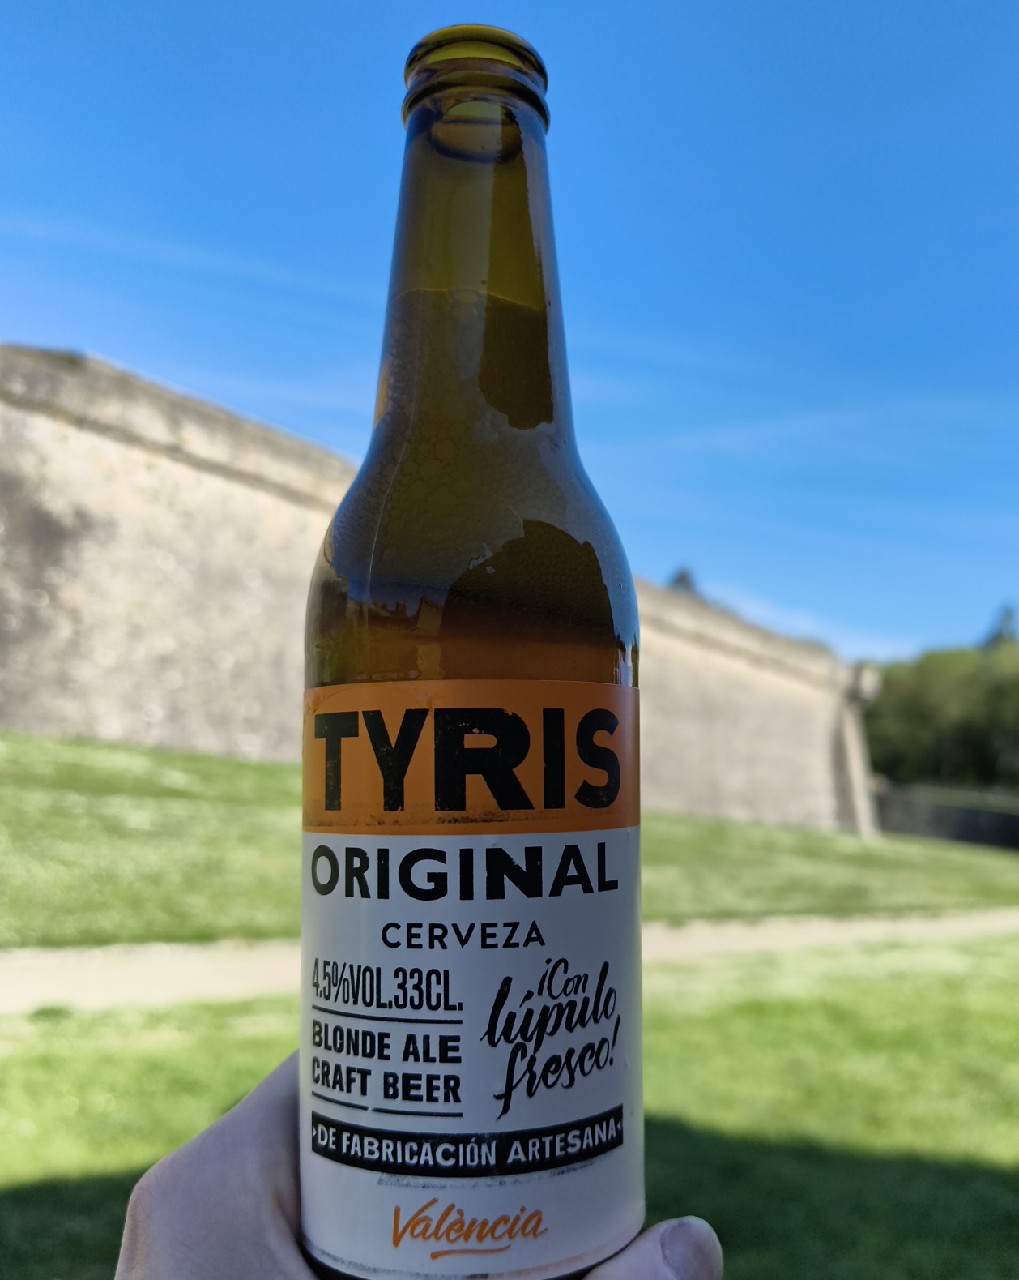 TYRIS
ORIGINAL
CERVEZA
4.5%VOL.33CL.
BLONDE ALE
CRAFT BEER
¡Con
lúpulo
fresco!
DE FABRICACIÓN ARTESANA
València